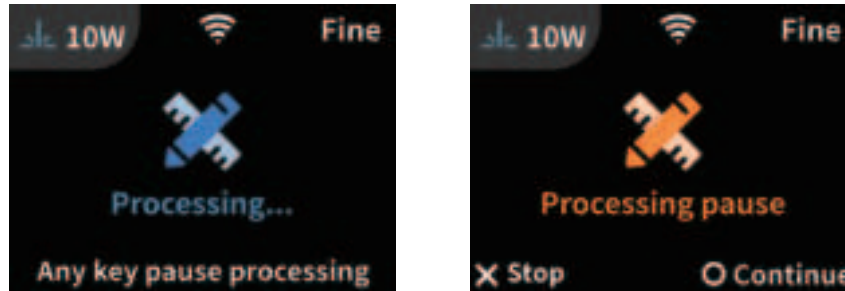 10W Fine
Processing...
Any key pause processing
10W Fine
Processing pause
X Stop O Continue